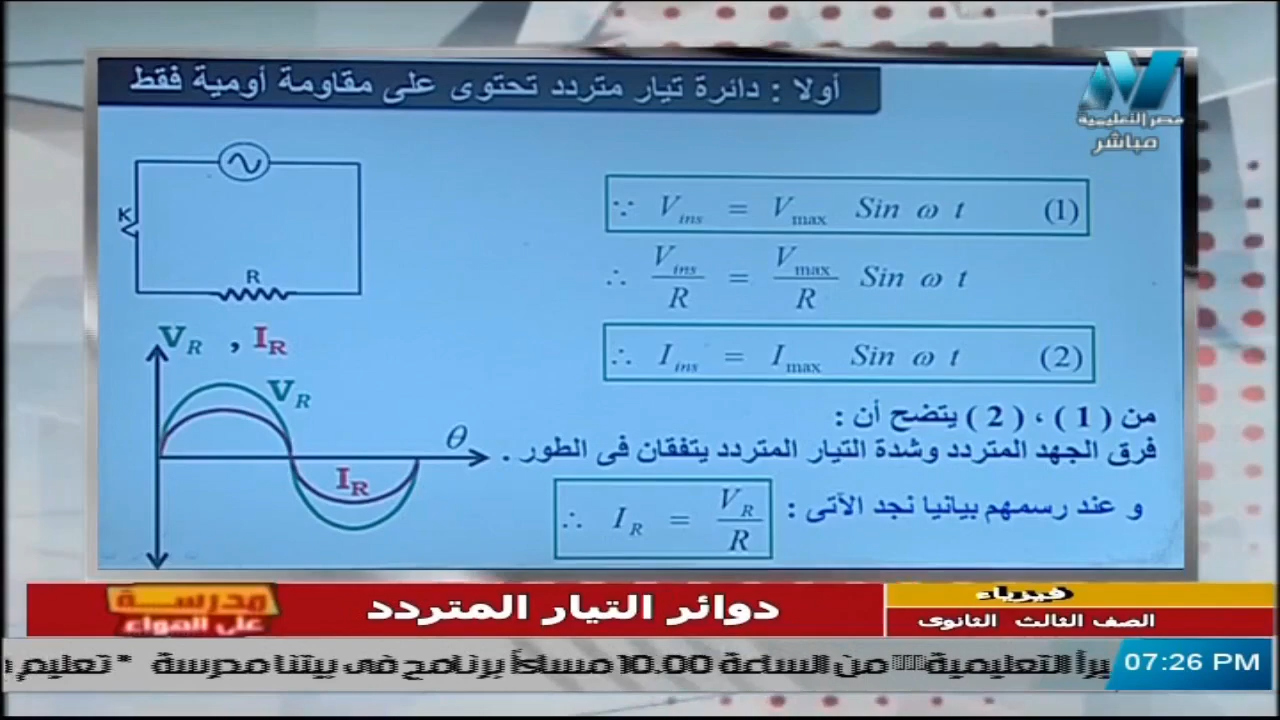 أولا : دائرة تيار متردد تحتوى على مقاومة أومية فقط
مصر التعليمية
مباشر
K
R
V_R , I_R
V_R
θ
I_R
∵ V_ins = V_max Sin ω t (1)
∴ V_ins / R = V_max / R Sin ω t
∴ I_ins = I_max Sin ω t (2)
من ( 1 ) ، ( 2 ) يتضح أن :
فرق الجهد المتردد وشدة التيار المتردد يتفقان فى الطور .
و عند رسمهم بيانيا نجد الآتى :
∴ I_R = V_R / R
مدرسة
على الهواء
دوائر التيار المتردد
فيزياء
الصف الثالث الثانوى
التعليمية من الساعة 10.00 مساءاً برنامج فى بيتنا مدرسة " تعليم
07:26 PM